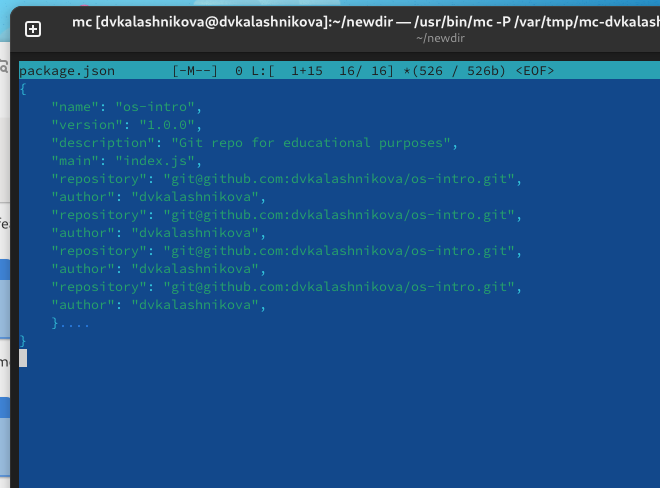 mc [dvkalashnikova@dvkalashnikova]:~/newdir — /usr/bin/mc -P /var/tmp/mc-dvkalash
~/newdir
package.json [-M--] 0 L:[ 1+15 16/ 16] *(526 / 526b) <EOF>
{
    "name": "os-intro",
    "version": "1.0.0",
    "description": "Git repo for educational purposes",
    "main": "index.js",
    "repository": "git@github.com:dvkalashnikova/os-intro.git",
    "author": "dvkalashnikova",
    "repository": "git@github.com:dvkalashnikova/os-intro.git",
    "author": "dvkalashnikova",
    "repository": "git@github.com:dvkalashnikova/os-intro.git",
    "author": "dvkalashnikova",
    "repository": "git@github.com:dvkalashnikova/os-intro.git",
    "author": "dvkalashnikova",
    }....
}